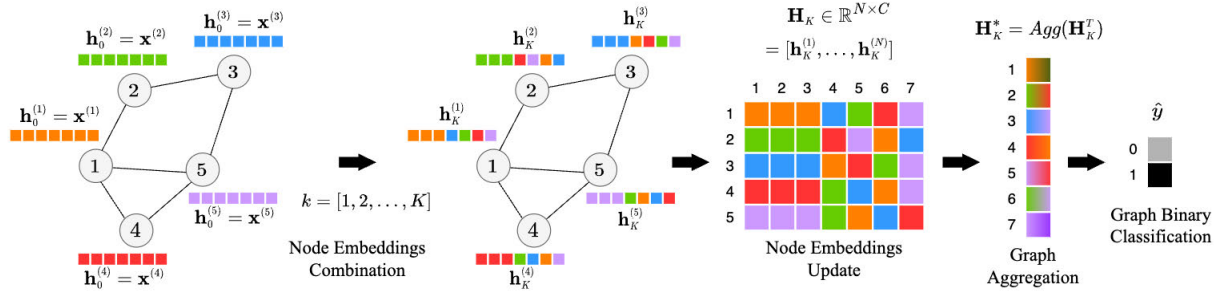 h_0^{(3)} = x^{(3)}
h_0^{(2)} = x^{(2)}
3
2
h_0^{(1)} = x^{(1)}
1
5
h_0^{(5)} = x^{(5)}
4
h_0^{(4)} = x^{(4)}
k = [1, 2, . . . , K]
Node Embeddings
Combination
h_K^{(3)}
h_K^{(2)}
3
2
h_K^{(1)}
1
5
h_K^{(5)}
4
h_K^{(4)}
H_K ∈ ℝ^{N×C}
= [h_K^{(1)}, . . . , h_K^{(N)}]
1 2 3 4 5 6 7
1
2
3
4
5
Node Embeddings
Update
H_K^* = Agg(H_K^T)
1
2
3
4
5
6
7
Graph
Aggregation
ŷ
0
1
Graph Binary
Classification